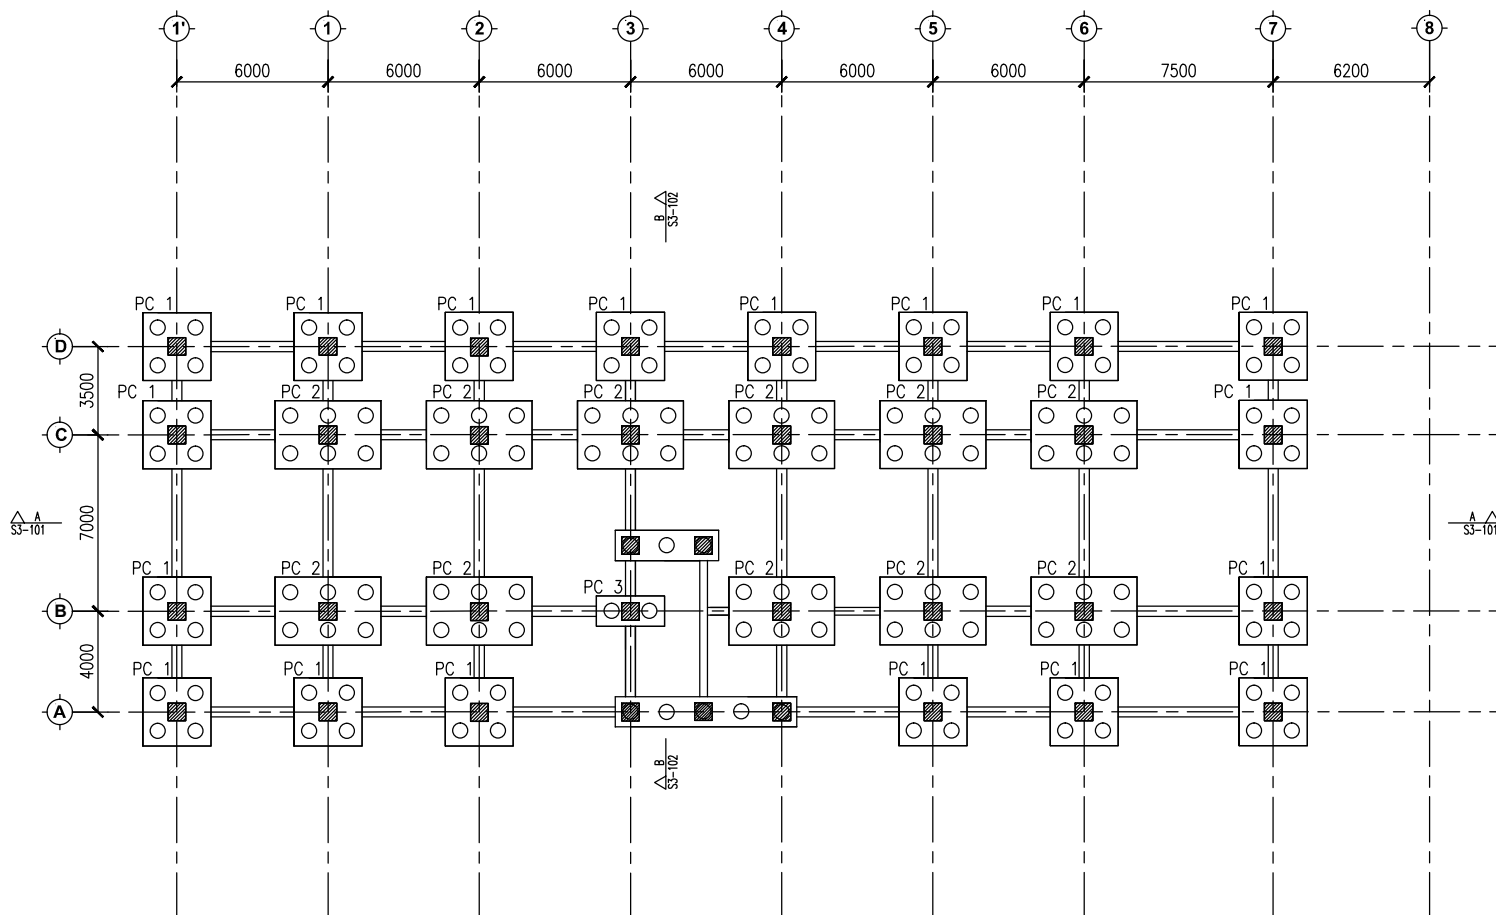 1' 1 2 3 4 5 6 7 8
6000 6000 6000 6000 6000 6000 7500 6200
B
S3-102
PC 1 PC 1 PC 1 PC 1 PC 1 PC 1 PC 1 PC 1
D
3500
PC 1 PC 2 PC 2 PC 2 PC 2 PC 2 PC 2 PC 1
C
7000
A
S3-101
A
S3-101
PC 1 PC 2 PC 2 PC 3 PC 2 PC 2 PC 2 PC 1
B
4000
PC 1 PC 1 PC 1 PC 1 PC 1 PC 1
A
B
S3-102